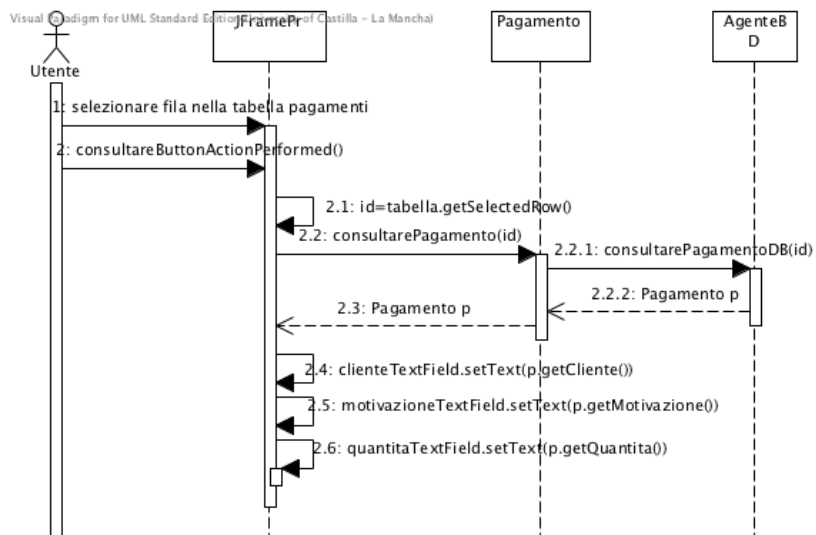 Visual Paradigm for UML Standard Edition of Castilla - La Mancha)
JFramePr
Pagamento
AgenteB
D
Utente
1: selezionare fila nella tabella pagamenti
2: consultareButtonActionPerformed()
2.1: id=tabella.getSelectedRow()
2.2: consultarePagamento(id)
2.2.1: consultarePagamentoDB(id)
2.2.2: Pagamento p
2.3: Pagamento p
2.4: clienteTextField.setText(p.getCliente())
2.5: motivazioneTextField.setText(p.getMotivazione())
2.6: quantitaTextField.setText(p.getQuantita())